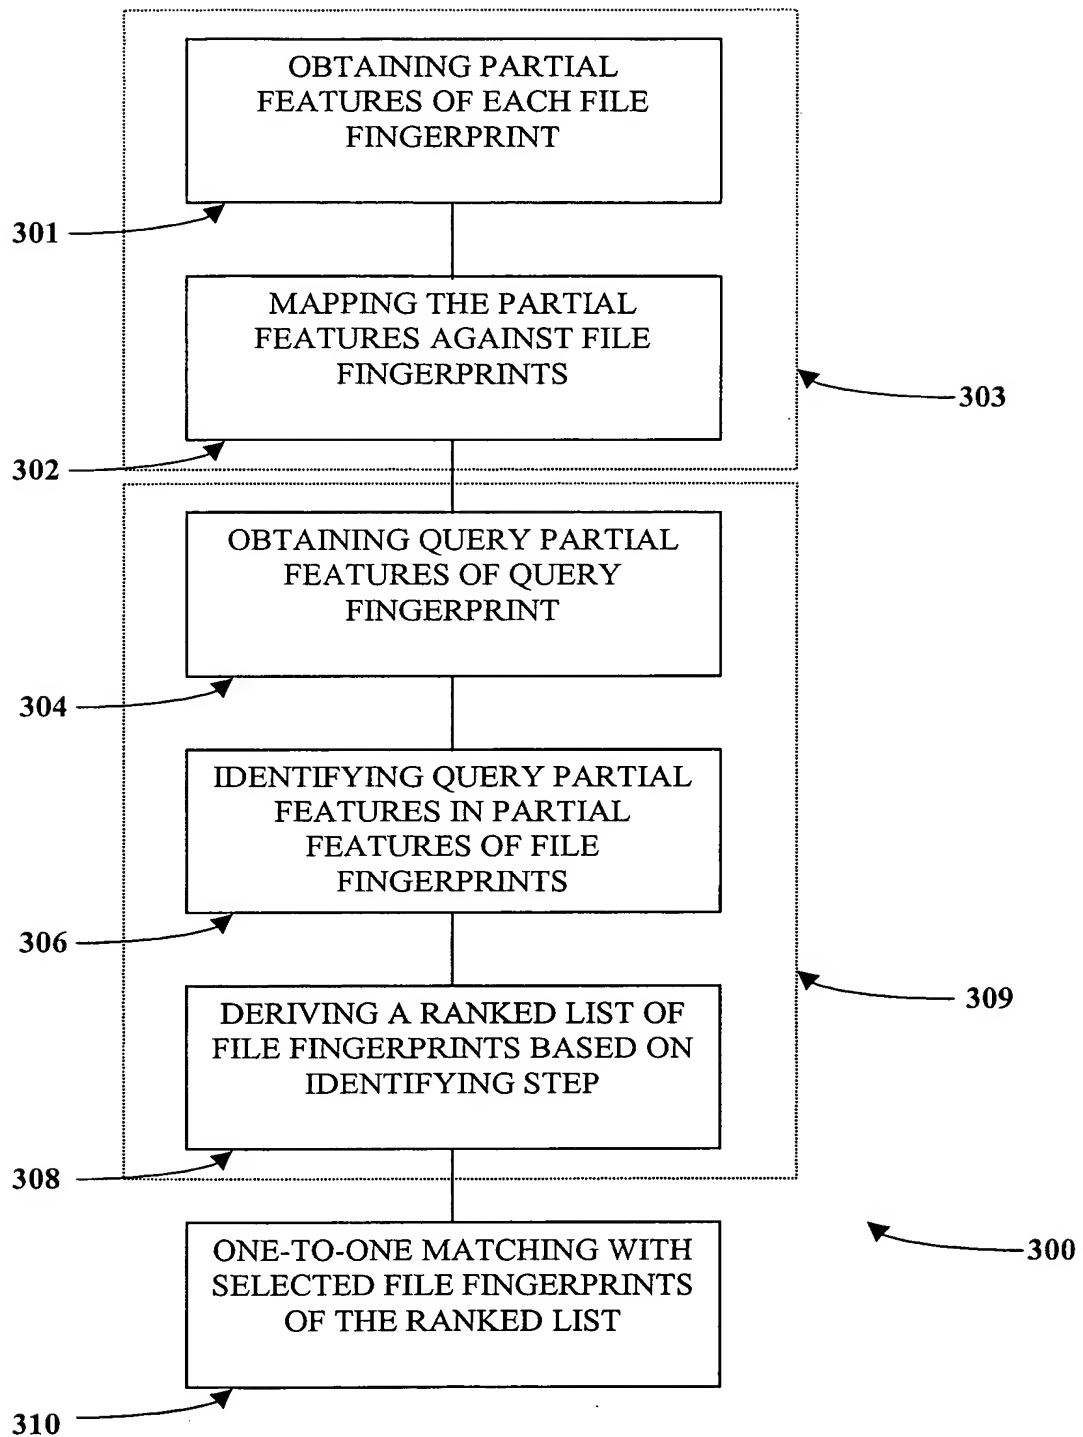 OBTAINING PARTIAL
FEATURES OF EACH FILE
FINGERPRINT
301
MAPPING THE PARTIAL
FEATURES AGAINST FILE
FINGERPRINTS
303
302
OBTAINING QUERY PARTIAL
FEATURES OF QUERY
FINGERPRINT
304
IDENTIFYING QUERY PARTIAL
FEATURES IN PARTIAL
FEATURES OF FILE
FINGERPRINTS
306
309
DERIVING A RANKED LIST OF
FILE FINGERPRINTS BASED ON
IDENTIFYING STEP
308
ONE-TO-ONE MATCHING WITH
SELECTED FILE FINGERPRINTS
OF THE RANKED LIST
300
310